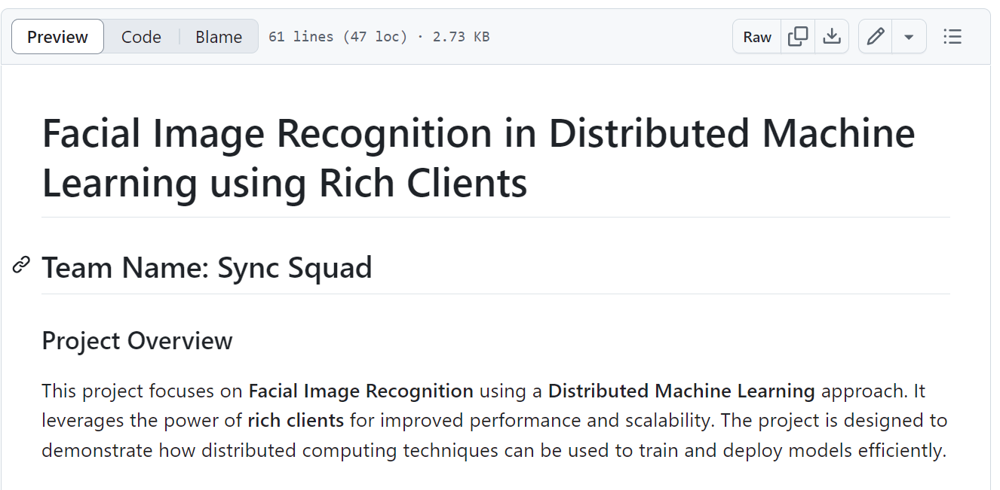 Preview Code Blame 61 lines (47 loc) · 2.73 KB Raw
Facial Image Recognition in Distributed Machine
Learning using Rich Clients
Team Name: Sync Squad
Project Overview
This project focuses on Facial Image Recognition using a Distributed Machine Learning approach. It
leverages the power of rich clients for improved performance and scalability. The project is designed to
demonstrate how distributed computing techniques can be used to train and deploy models efficiently.